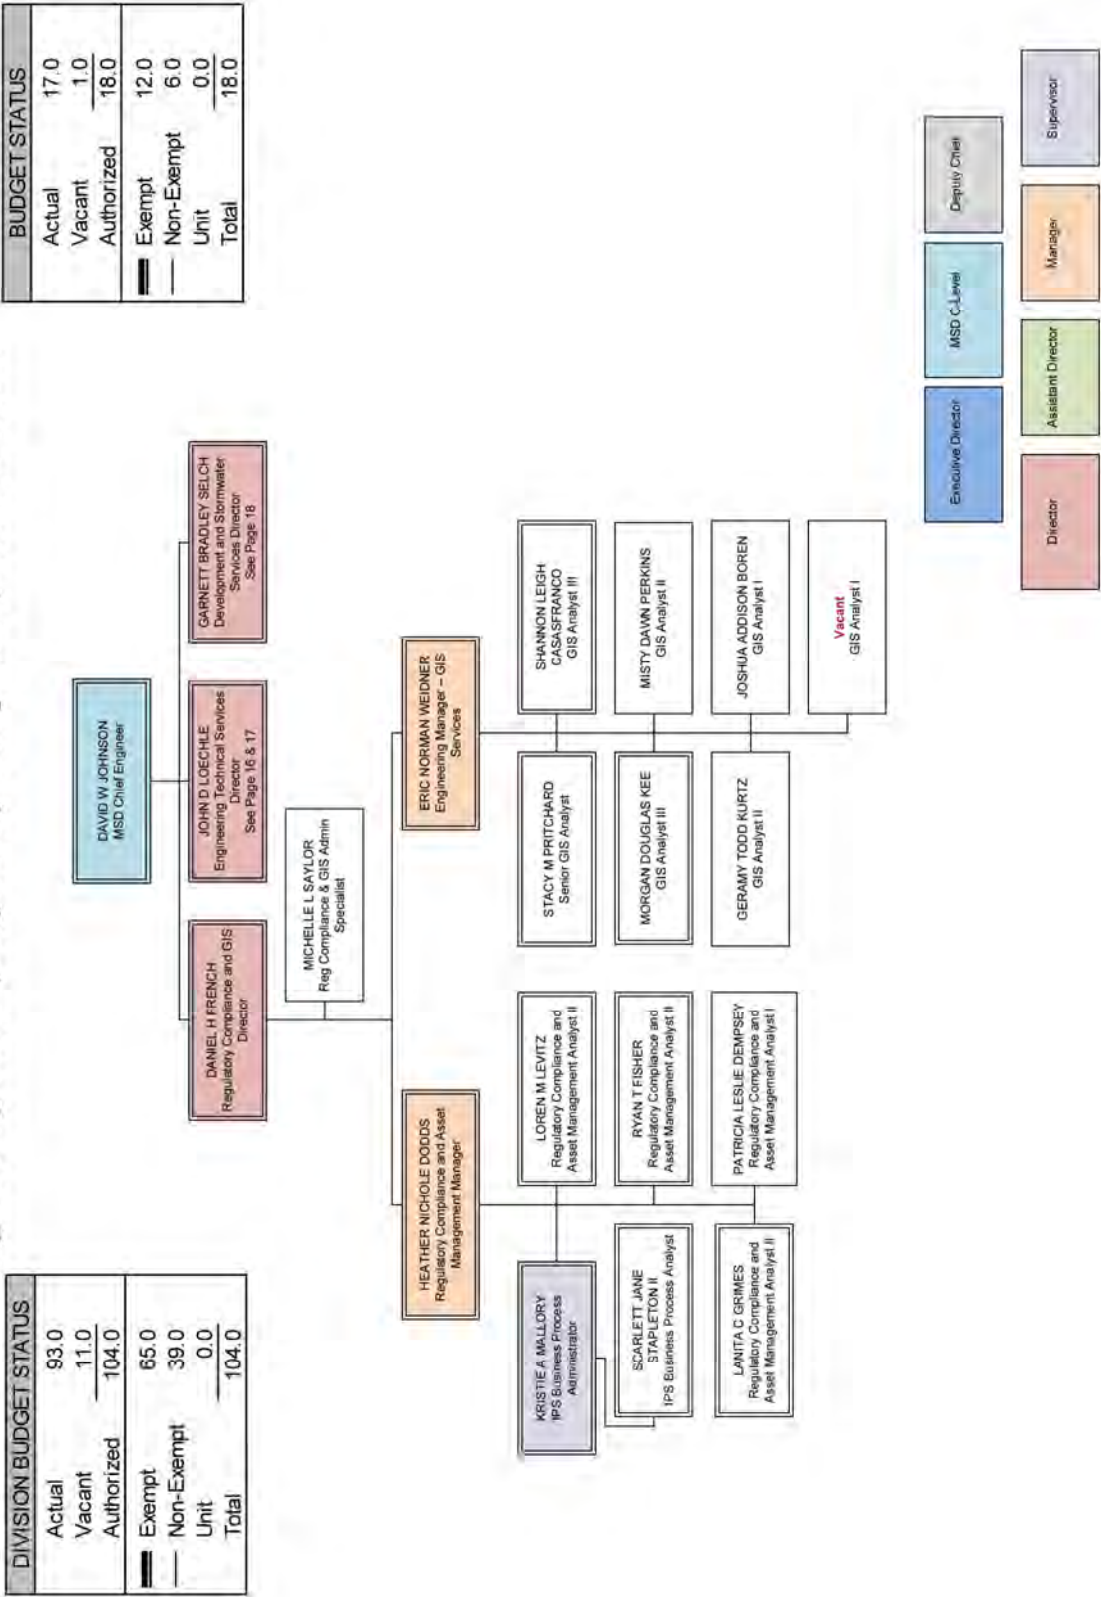 DIVISION BUDGET STATUS
Actual 93.0
Vacant 11.0
Authorized 104.0
Exempt 65.0
Non-Exempt 39.0
Unit 0.0
Total 104.0
BUDGET STATUS
Actual 17.0
Vacant 1.0
Authorized 18.0
Exempt 12.0
Non-Exempt 6.0
Unit 0.0
Total 18.0
DAVID W JOHNSON
MSD Chief Engineer
DANIEL H FRENCH
Regulatory Compliance and GIS
Director
JOHN D LOECHLE
Engineering Technical Services
Director
See Page 16 & 17
GARNETT BRADLEY SELCH
Development and Stormwater
Services Director
See Page 18
MICHELLE L SAYLOR
Reg Compliance & GIS Admin
Specialist
HEATHER NICHOLE DODDS
Regulatory Compliance and Asset
Management Manager
ERIC NORMAN WEIDNER
Engineering Manager – GIS
Services
KRISTIE A MALLORY
IPS Business Process
Administrator
LOREN M LEVITZ
Regulatory Compliance and
Asset Management Analyst II
STACY M PRITCHARD
Senior GIS Analyst
SHANNON LEIGH
CASASFRANCO
GIS Analyst III
SCARLETT JANE
STAPLETON II
IPS Business Process Analyst
RYAN T FISHER
Regulatory Compliance and
Asset Management Analyst II
MORGAN DOUGLAS KEE
GIS Analyst III
MISTY DAWN PERKINS
GIS Analyst II
LANITA C GRIMES
Regulatory Compliance and
Asset Management Analyst II
PATRICIA LESLIE DEMPSEY
Regulatory Compliance and
Asset Management Analyst I
GERAMY TODD KURTZ
GIS Analyst II
JOSHUA ADDISON BOREN
GIS Analyst I
Vacant
GIS Analyst I
Executive Director
MSD C-Level
Deputy Chief
Director
Assistant Director
Manager
Supervisor